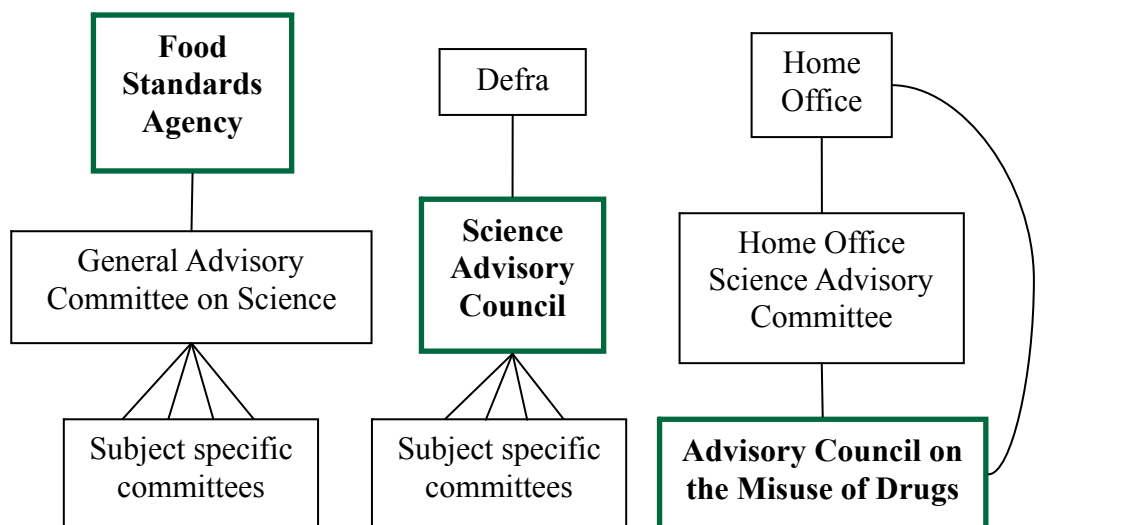 Food
Standards
Agency
General Advisory
Committee on Science
Subject specific
committees
Defra
Science
Advisory
Council
Subject specific
committees
Home
Office
Home Office
Science Advisory
Committee
Advisory Council on
the Misuse of Drugs